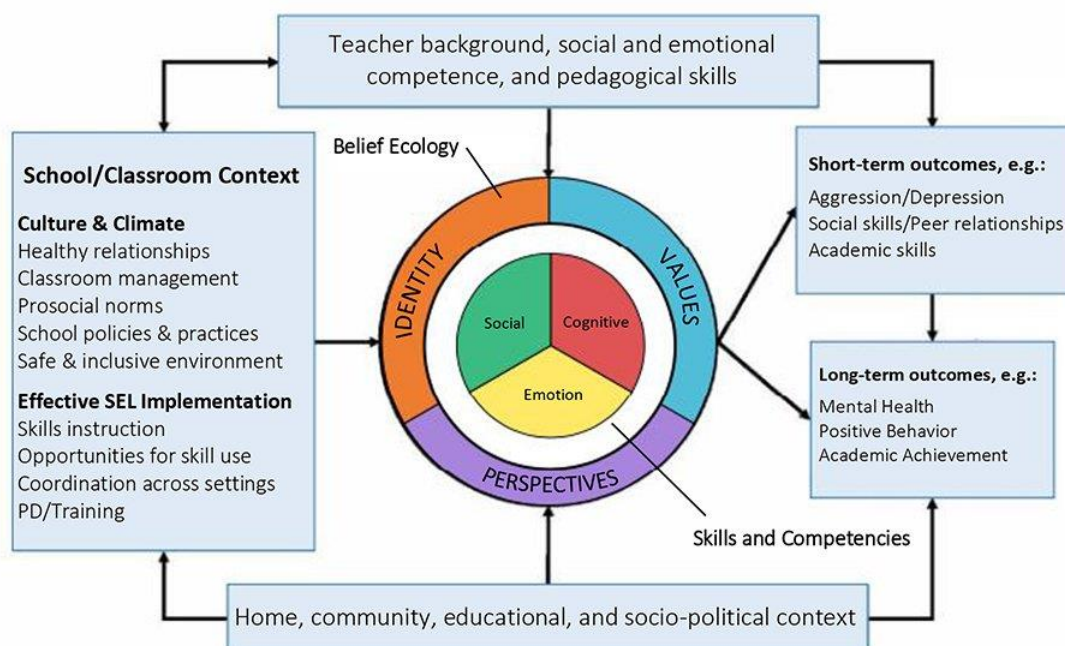 Teacher background, social and emotional
competence, and pedagogical skills
Belief Ecology
School/Classroom Context
Culture & Climate
Healthy relationships
Classroom management
Prosocial norms
School policies & practices
Safe & inclusive environment
Effective SEL Implementation
Skills instruction
Opportunities for skill use
Coordination across settings
PD/Training
IDENTITY
VALUES
PERSPECTIVES
Social
Cognitive
Emotion
Skills and Competencies
Short-term outcomes, e.g.:
Aggression/Depression
Social skills/Peer relationships
Academic skills
Long-term outcomes, e.g.:
Mental Health
Positive Behavior
Academic Achievement
Home, community, educational, and socio-political context